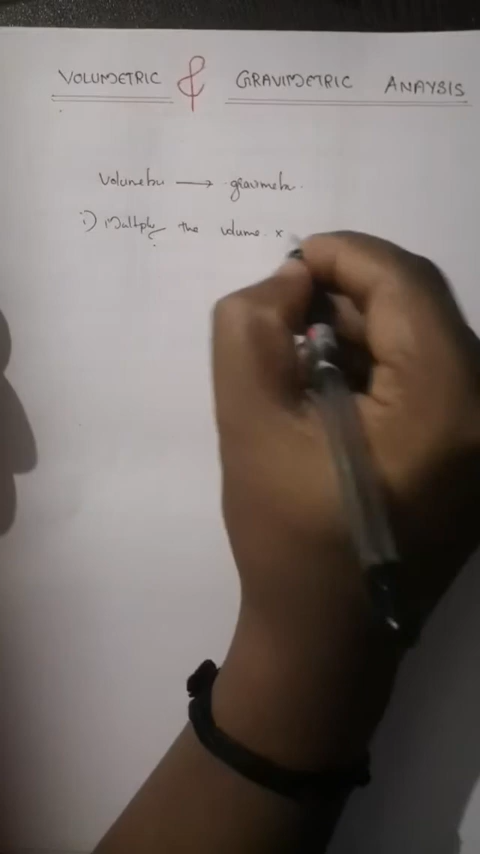 VOLUMETRIC & GRAVIMETRIC ANAYSIS
Volumetric → gravimetric.
i) Multiply the volume x